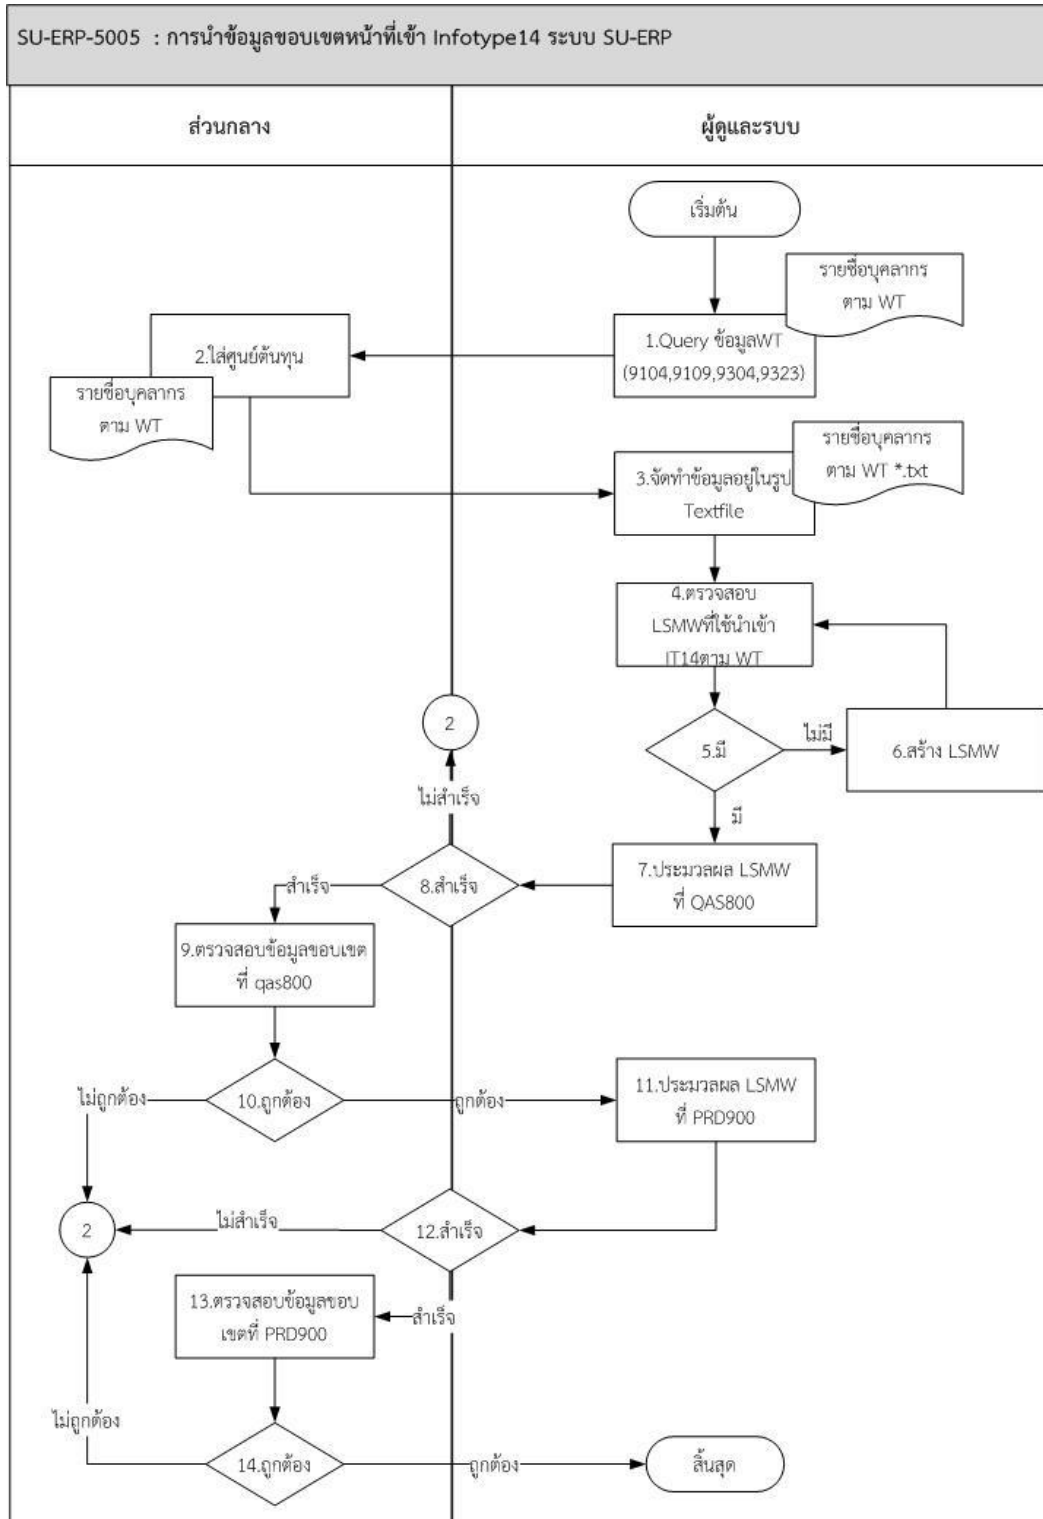 SU-ERP-5005 : การนำข้อมูลขอบเขตหน้าที่เข้า Infotype14 ระบบ SU-ERP
ส่วนกลาง
ผู้ดูและรบบ
เริ่มต้น
รายชื่อบุคลากร
ตาม WT
1.Query ข้อมูลWT
(9104,9109,9304,9323)
2.ใส่ศูนย์ต้นทุน
รายชื่อบุคลากร
ตาม WT
รายชื่อบุคลากร
ตาม WT *.txt
3.จัดทำข้อมูลอยู่ในรูป
Textfile
4.ตรวจสอบ
LSMWที่ใช้นำเข้า
IT14ตาม WT
2
5.มี
ไม่มี
6.สร้าง LSMW
ไม่สำเร็จ
มี
7.ประมวลผล LSMW
ที่ QAS800
8.สำเร็จ
สำเร็จ
9.ตรวจสอบข้อมูลขอบเขต
ที่ qas800
ไม่ถูกต้อง
10.ถูกต้อง
ถูกต้อง
11.ประมวลผล LSMW
ที่ PRD900
2
ไม่สำเร็จ
12.สำเร็จ
13.ตรวจสอบข้อมูลขอบ
เขตที่ PRD900
สำเร็จ
ไม่ถูกต้อง
14.ถูกต้อง
ถูกต้อง
สิ้นสุด